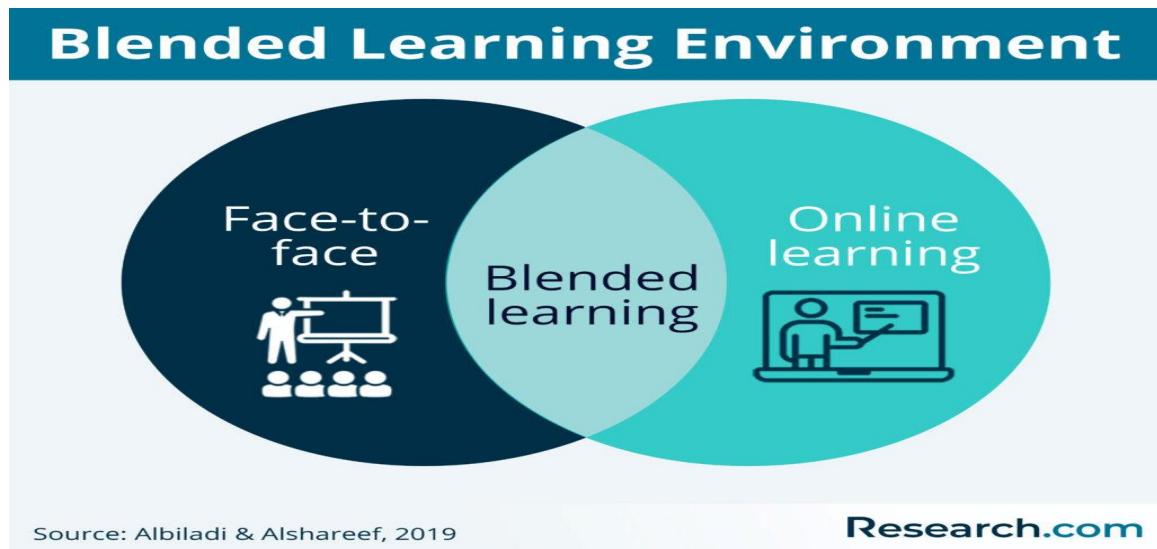 Blended Learning Environment
Face-to-
face
Blended
learning
Online
learning
Source: Albiladi & Alshareef, 2019
Research.com